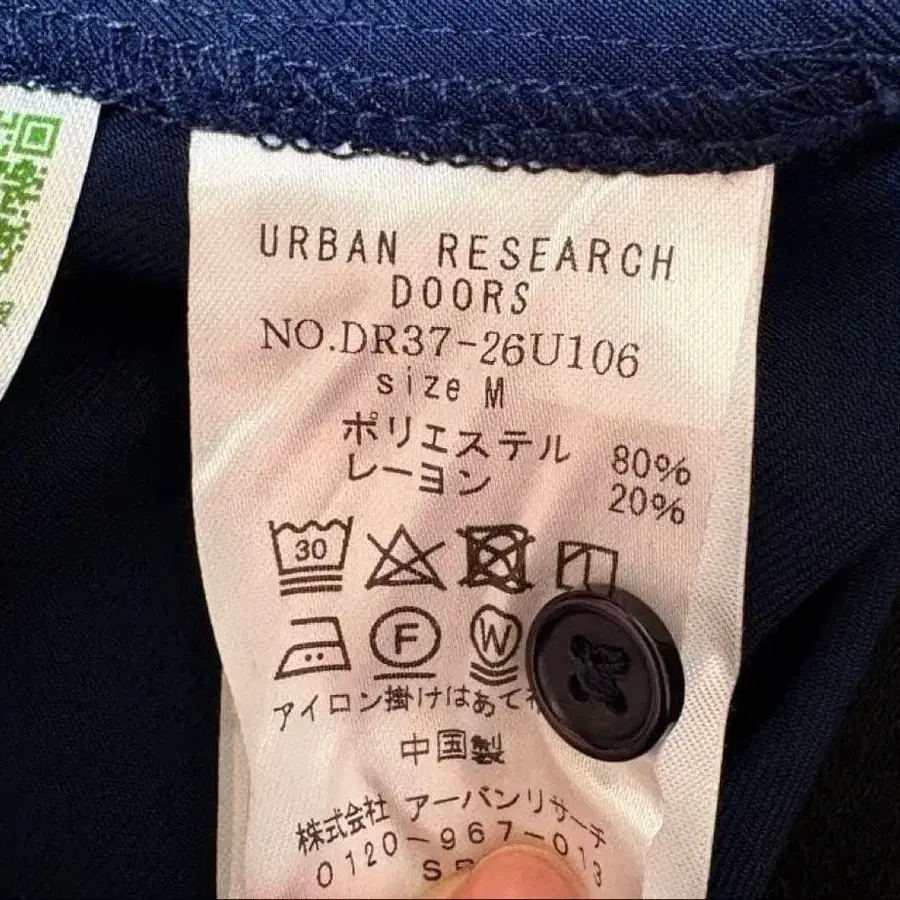 URBAN RESEARCH
DOORS
NO.DR37-26U106
size M
ポリエステル 80%
レーヨン 20%
30
F W
アイロン掛けはあて
中国製
株式会社 アーバンリサーチ
0120-967-013